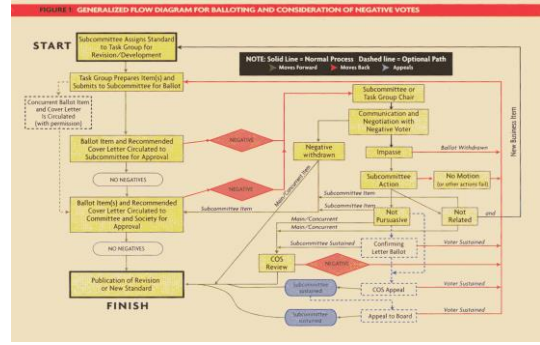 FIGURE 1: GENERALIZED FLOW DIAGRAM FOR BALLOTING AND CONSIDERATION OF NEGATIVE VOTES
START
Subcommittee Assigns Standard
to Task Group for
Revision/Development
NOTE: Solid Line = Normal Process Dashed line = Optional Path
Moves Forward
Moves Back
Appeals
Task Group Prepares Item(s) and
Submits to Subcommittee for Ballot
Subcommittee or
Task Group Chair
Concurrent Ballot Item
and Cover Letter
Is Circulated
(with permission)
Communication and
Negotiation with
Negative Voter
New Business Item
Ballot Item and Recommended
Cover Letter Circulated to
Subcommittee for Approval
NEGATIVE
Negative
withdrawn
Impasse
Ballot Withdrawn
NO NEGATIVES
Subcommittee
Action
No Motion
(or other actions fail)
Main/Concurrent Item
NEGATIVE
Subcommittee Item
Ballot Item(s) and Recommended
Cover Letter Circulated to
Committee and Society for
Approval
Subcommittee Item
Subcommittee Item
Main/Concurrent
Main/Concurrent
Not
Pursuasive
Not
Related
and
NO NEGATIVES
Subcommittee Sustained
Confirming
Letter Ballot
Voter Sustained
COS
Review
NEGATIVE
Publication of Revision
or New Standard
Subcommittee
sustained
COS Appeal
Voter Sustained
FINISH
Subcommittee
sustained
Appeal to Board
Voter Sustained